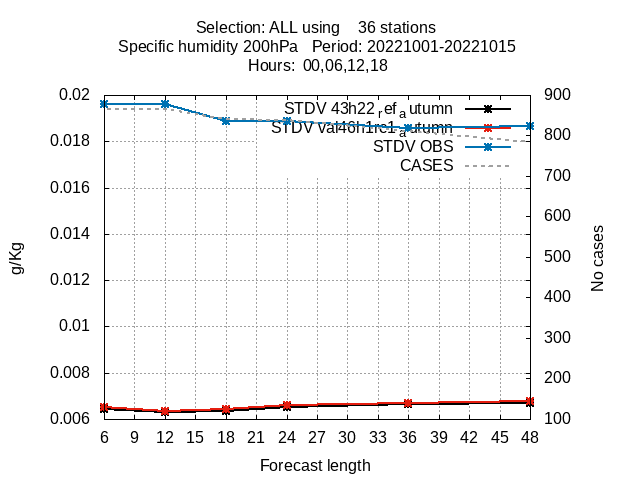 Selection: ALL using    36 stations
Specific humidity 200hPa   Period: 20221001-20221015
Hours:  00,06,12,18
0.02
900
STDV 43h22ref autumn
0.018
800
STDV OBS
CASES
0.016
700
0.014
600
500
0.012
400
0.01
300
0.008
200
0.006
100
6 9 12 15 18 21 24 27 30 33 36 39 42 45 48
g/Kg
No cases
Forecast length